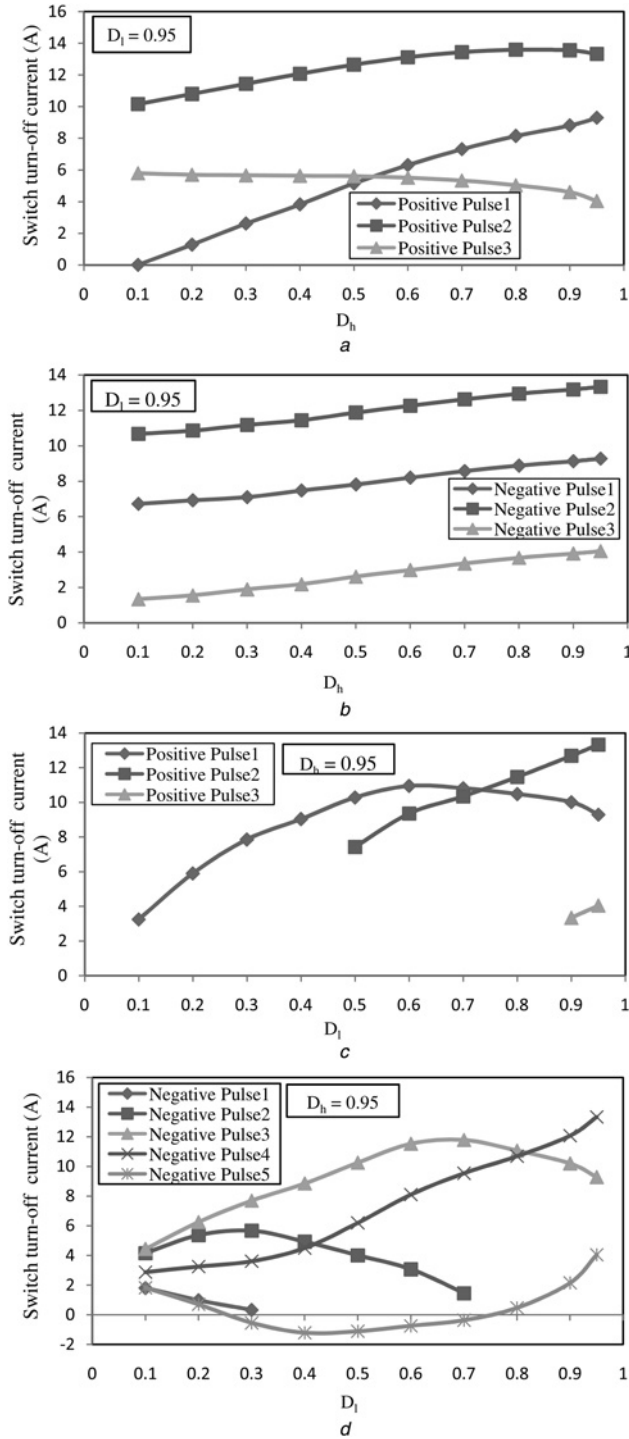 Switch turn-off current (A)
16
14
12
10
8
6
4
2
0
D_l = 0.95
Positive Pulse1
Positive Pulse2
Positive Pulse3
0 0.1 0.2 0.3 0.4 0.5 0.6 0.7 0.8 0.9 1
D_h
a
Switch turn-off current
(A)
14
12
10
8
6
4
2
0
D_l = 0.95
Negative Pulse1
Negative Pulse2
Negative Pulse3
0 0.1 0.2 0.3 0.4 0.5 0.6 0.7 0.8 0.9 1
D_h
b
Switch turn-off current
(A)
14
12
10
8
6
4
2
0
Positive Pulse1
Positive Pulse2
Positive Pulse3
D_h = 0.95
0 0.1 0.2 0.3 0.4 0.5 0.6 0.7 0.8 0.9 1
D_l
c
Switch turn-off current (A)
16
14
12
10
8
6
4
2
0
-2
Negative Pulse1
Negative Pulse2
Negative Pulse3
Negative Pulse4
Negative Pulse5
D_h = 0.95
0 0.1 0.2 0.3 0.4 0.5 0.6 0.7 0.8 0.9 1
D_l
d